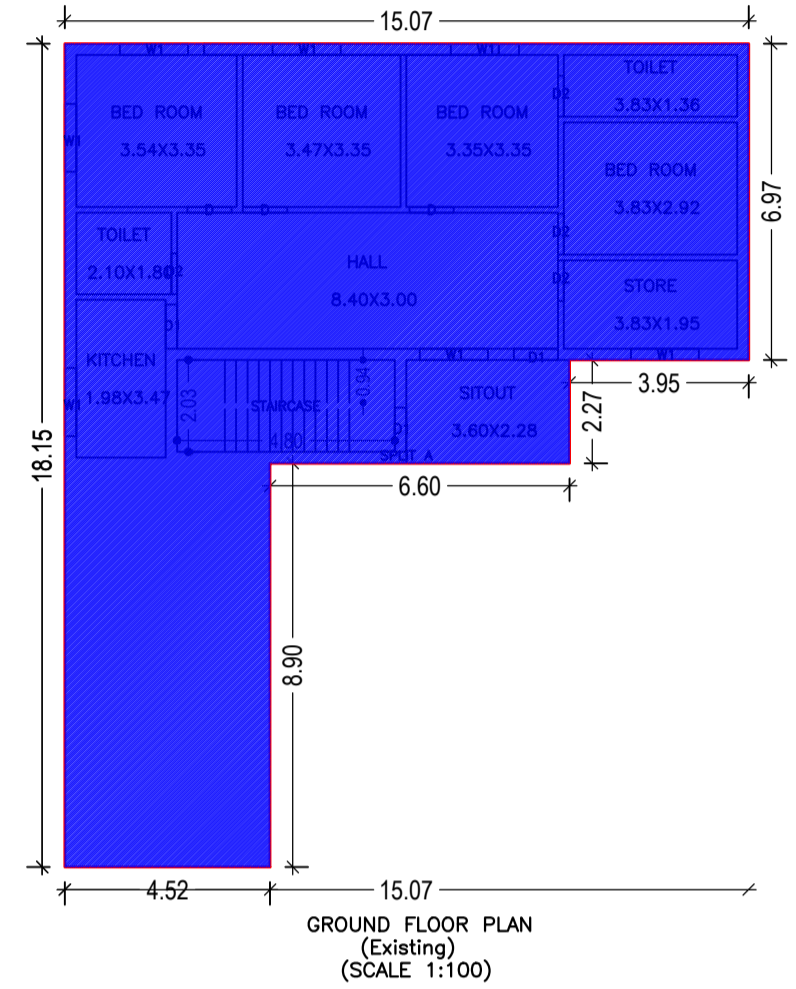 15.07
W1 W1 W1
TOILET
3.83X1.36
D2
BED ROOM
3.54X3.35
BED ROOM
3.47X3.35
BED ROOM
3.35X3.35
W1
BED ROOM
3.83X2.92
6.97
D D D
TOILET
2.10X1.80
D2
D2
HALL
8.40X3.00
D2
STORE
3.83X1.95
D1
KITCHEN
1.98X3.47
W1 D1 W1
3.95
W1
2.03
STAIRCASE
0.94
4.80
SITOUT
3.60X2.28
D1
SPLIT A
2.27
18.15
6.60
8.90
4.52
15.07
GROUND FLOOR PLAN
(Existing)
(SCALE 1:100)